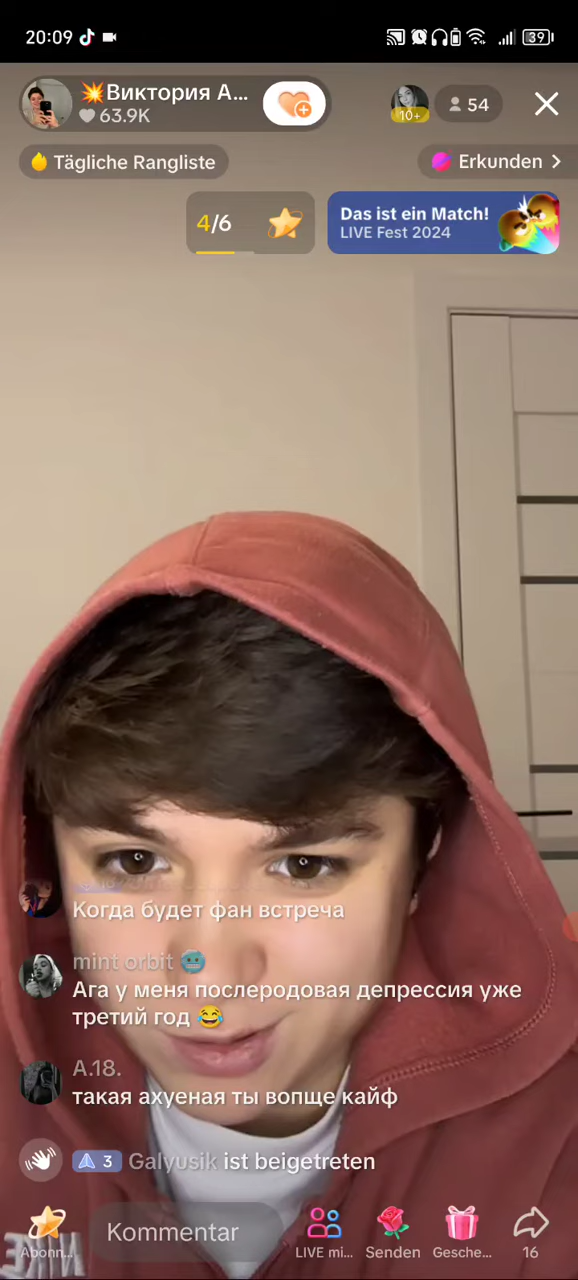 20:09
39
💥Виктория А...
63.9K
10+
54
Tägliche Rangliste
Erkunden
4/6
Das ist ein Match!
LIVE Fest 2024
Когда будет фан встреча
mint orbit 🥶
Ага у меня послеродовая депрессия уже
третий год 😂
A.18.
такая ахуеная ты вопще кайф
3 Galyusik ist beigetreten
Kommentar
Abonn...
LIVE mi...
Senden
Gesche...
16
NIKE